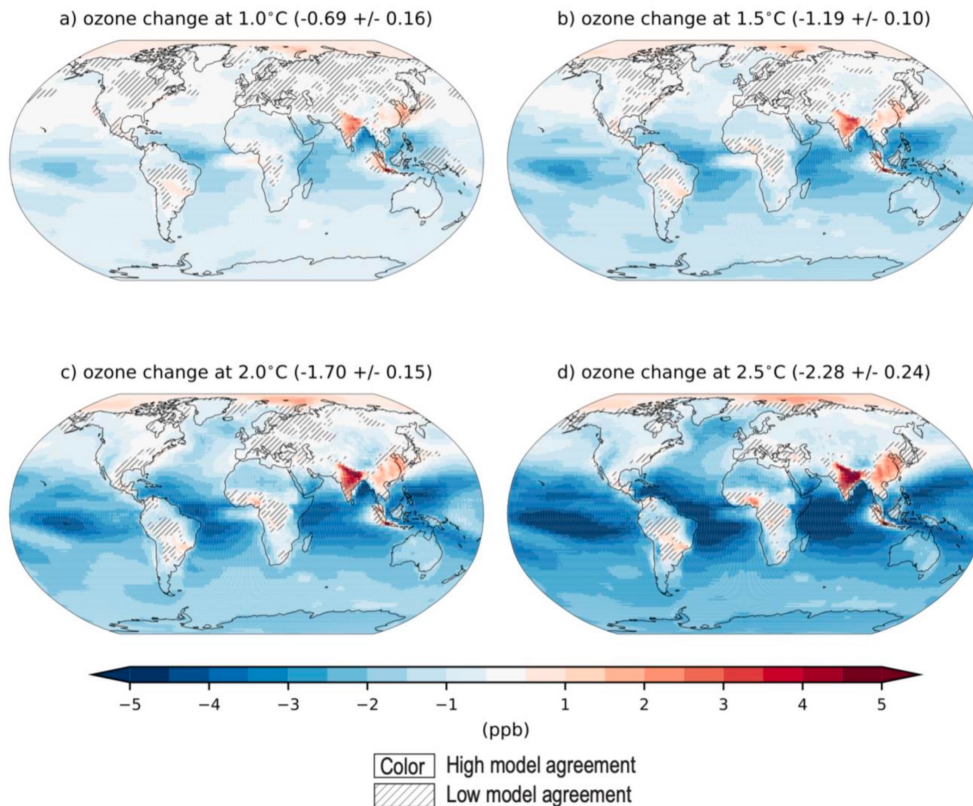 a) ozone change at 1.0°C (-0.69 +/- 0.16)
b) ozone change at 1.5°C (-1.19 +/- 0.10)
c) ozone change at 2.0°C (-1.70 +/- 0.15)
d) ozone change at 2.5°C (-2.28 +/- 0.24)
−5 −4 −3 −2 −1 1 2 3 4 5
(ppb)
Color High model agreement
Low model agreement